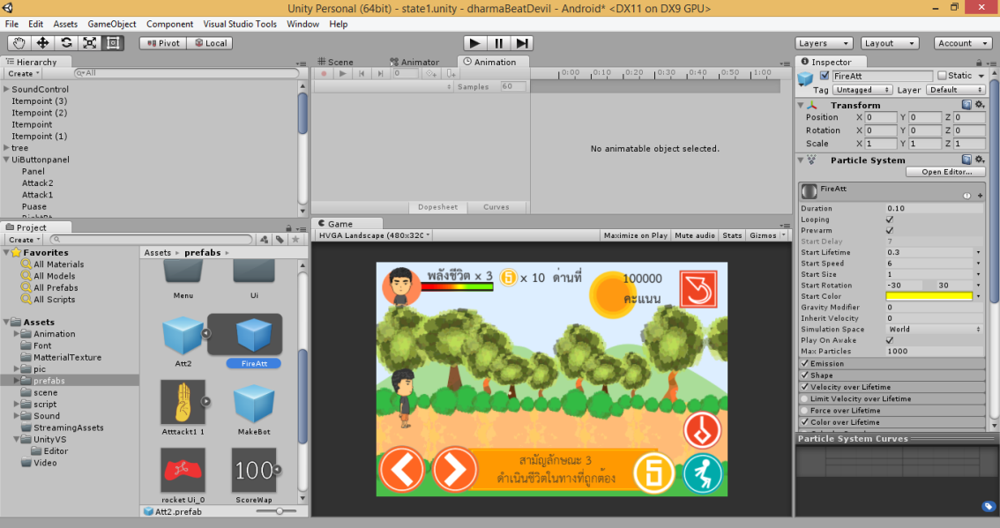 Unity Personal (64bit) - state1.unity - dharmaBeatDevil - Android* <DX11 on DX9 GPU>
File Edit Assets GameObject Component Visual Studio Tools Window Help
Pivot Local Layers Layout Account
Hierarchy
Create All
SoundControl
Itempoint (3)
Itempoint (2)
Itempoint
Itempoint (1)
tree
UiButtonpanel
Panel
Attack2
Attack1
Puase
Scene Animator Animation
0 0:00 0:10 0:20 0:30 0:40 0:50 1:00
Samples 60
No animatable object selected.
Dopesheet Curves
Project
Create
Favorites
All Materials
All Models
All Prefabs
All Scripts
Assets
Animation
Font
MatterialTexture
pic
prefabs
scene
script
Sound
StreamingAssets
UnityVS
Editor
Video
Assets prefabs
Menu Ui
Att2 FireAtt
Atttackt1 1 MakeBot
100
rocket Ui_0 ScoreWap
Att2.prefab
Game
HVGA Landscape (480x32( Maximize on Play Mute audio Stats Gizmos
พลังชีวิต x 3 x 10 ด่านที่ 100000
คะแนน
สามัญลักษณะ 3
ดำเนินชีวิตในทางที่ถูกต้อง
Inspector
FireAtt Static
Tag Untagged Layer Default
Transform
Position X 0 Y 0 Z 0
Rotation X 0 Y 0 Z 0
Scale X 1 Y 1 Z 1
Particle System
Open Editor...
FireAtt
Duration 0.10
Looping
Prewarm
Start Delay 7
Start Lifetime 0.3
Start Speed 6
Start Size 1
Start Rotation -30 30
Start Color
Gravity Modifier 0
Inherit Velocity 0
Simulation Space World
Play On Awake
Max Particles 1000
Emission
Shape
Velocity over Lifetime
Limit Velocity over Lifetime
Force over Lifetime
Color over Lifetime
Particle System Curves